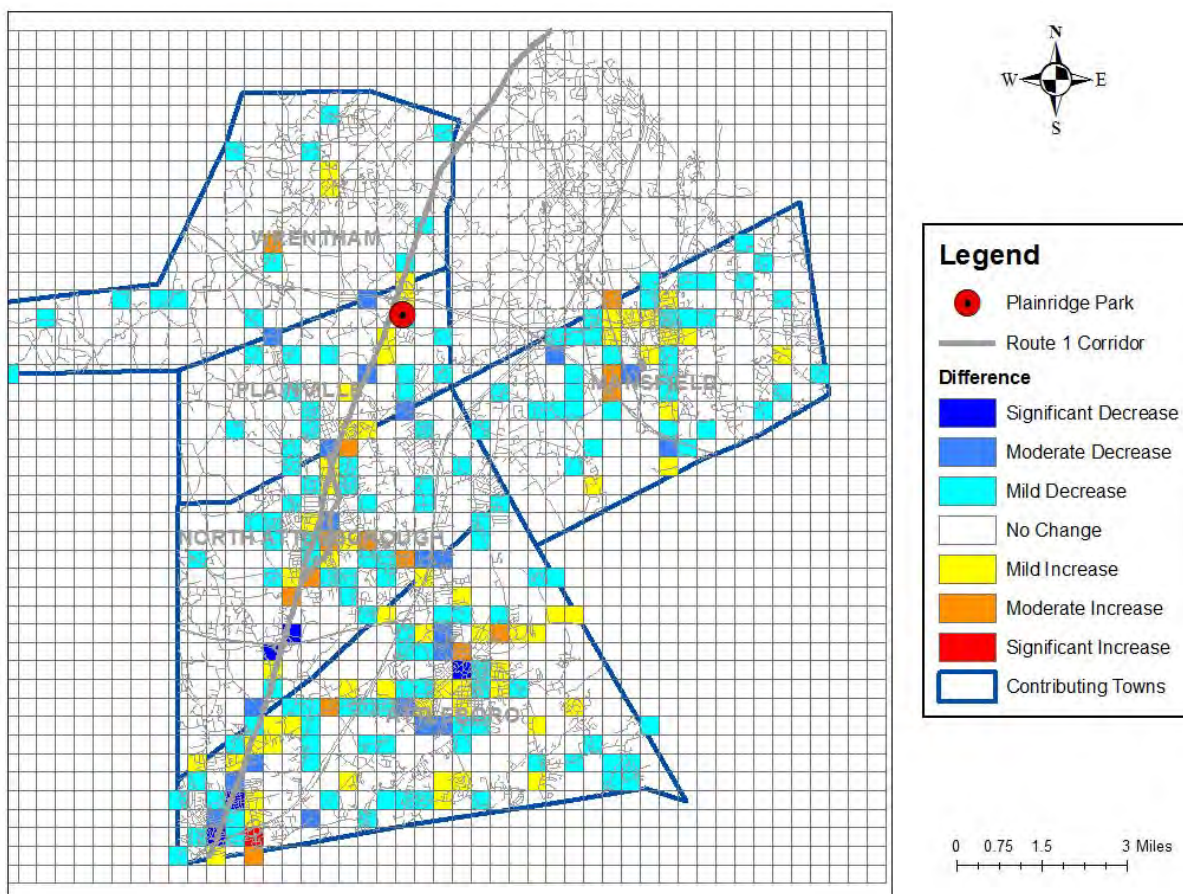 N
W
E
S
WRENTHAM
PLAINVILLE
MANSFIELD
NORTH ATTLEBOROUGH
ATTLEBORO
Legend
Plainridge Park
Route 1 Corridor
Difference
Significant Decrease
Moderate Decrease
Mild Decrease
No Change
Mild Increase
Moderate Increase
Significant Increase
Contributing Towns
0 0.75 1.5 3 Miles